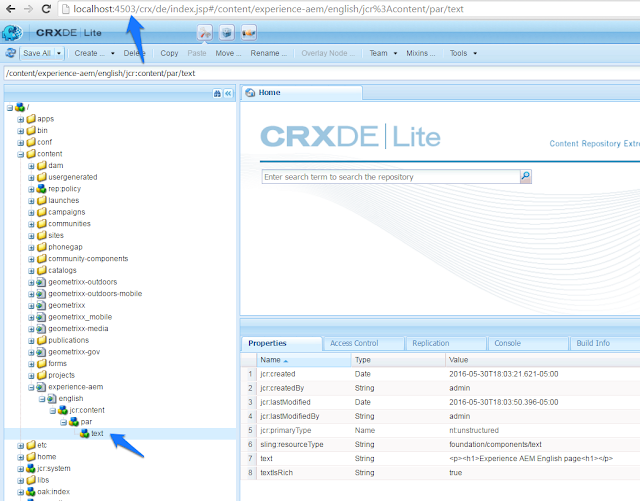 localhost:4503/crx/de/index.jsp#/content/experience-aem/english/jcr%3Acontent/par/text
CRXDE | Lite
Save All Create ... Delete Copy Paste Move ... Rename ... Overlay Node ... Team Mixins ... Tools
/content/experience-aem/english/jcr:content/par/text
/
apps
bin
conf
content
dam
usergenerated
rep:policy
launches
campaigns
communities
sites
phonegap
community-components
catalogs
geometrixx-outdoors
geometrixx-outdoors-mobile
geometrixx
geometrixx_mobile
geometrixx-media
publications
geometrixx-gov
forms
projects
experience-aem
english
jcr:content
par
text
etc
home
jcr:system
libs
oak:index
Home
CRXDE | Lite
Content Repository Extre
Enter search term to search the repository
Properties Access Control Replication Console Build Info
Name Type Value
1 jcr:created Date 2016-05-30T18:03:21.621-05:00
2 jcr:createdBy String admin
3 jcr:lastModified Date 2016-05-30T18:03:50.396-05:00
4 jcr:lastModifiedBy String admin
5 jcr:primaryType Name nt:unstructured
6 sling:resourceType String foundation/components/text
7 text String <p><h1>Experience AEM English page<h1></p>
8 textIsRich String true